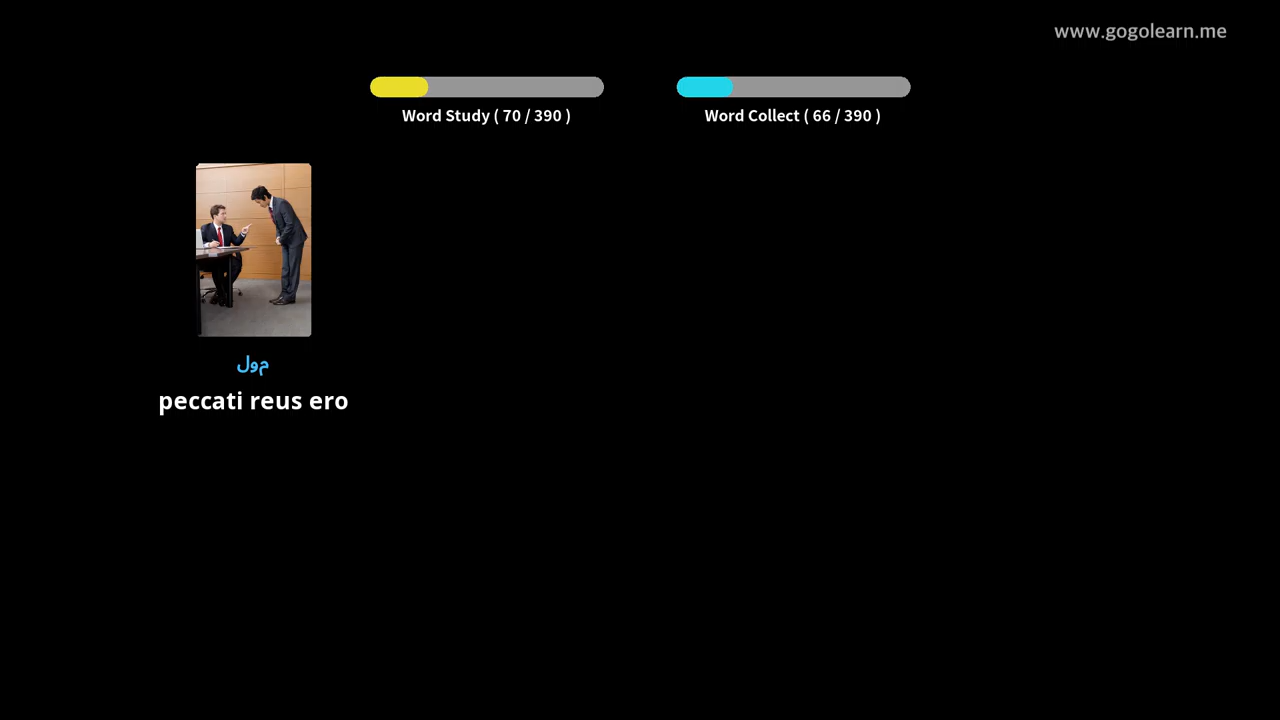 www.gogolearn.me
Word Study ( 70 / 390 )
Word Collect ( 66 / 390 )
مول
peccati reus ero